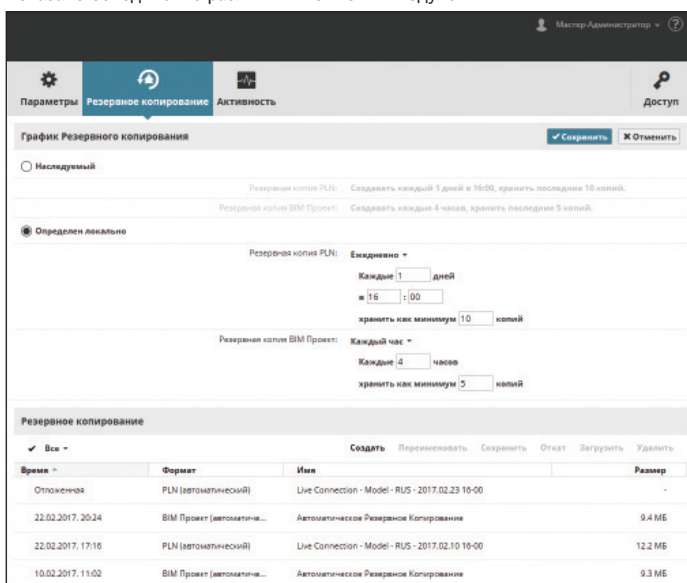 Мастер-Администратор
Параметры Резервное копирование Активность Доступ
График Резервного копирования Сохранить Отменить
Наследуемый
Резервная копия PLN: Создавать каждый 1 дней в 16:00, хранить последние 10 копий.
Резервная копия BIM Проект: Создавать каждые 4 часов, хранить последние 5 копий.
Определен локально
Резервная копия PLN: Ежедневно
Каждые 1 дней
в 16 : 00
хранить как минимум 10 копий
Резервная копия BIM Проект: Каждый час
Каждые 4 часов
хранить как минимум 5 копий
Резервное копирование
Все Создать Переименовать Сохранить Откат Загрузить Удалить
Время Формат Имя Размер
Отложенная PLN (автоматический) Live Connection - Model - RUS - 2017.02.23 16-00 -
22.02.2017, 20:24 BIM Проект (автоматиче... Автоматическое Резервное Копирование 9.4 МБ
22.02.2017, 17:16 PLN (автоматический) Live Connection - Model - RUS - 2017.02.10 16-00 12.2 МБ
10.02.2017, 11:02 BIM Проект (автоматиче... Автоматическое Резервное Копирование 9.3 МБ